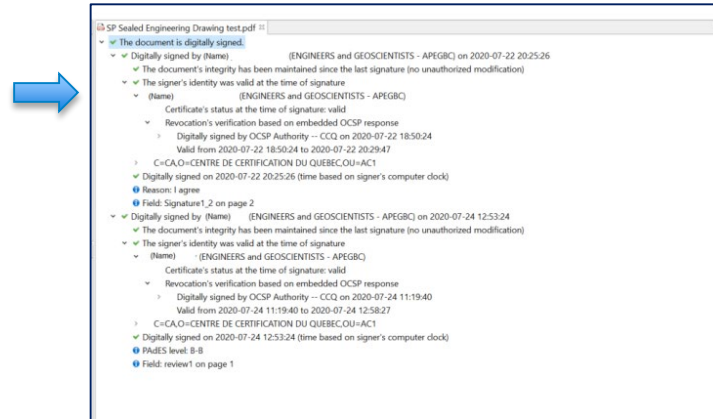 SP Sealed Engineering Drawing test.pdf
The document is digitally signed.
Digitally signed by (Name) (ENGINEERS and GEOSCIENTISTS - APEGBC) on 2020-07-22 20:25:26
The document's integrity has been maintained since the last signature (no unauthorized modification)
The signer's identity was valid at the time of signature
(Name) (ENGINEERS and GEOSCIENTISTS - APEGBC)
Certificate's status at the time of signature: valid
Revocation's verification based on embedded OCSP response
Digitally signed by OCSP Authority -- CCQ on 2020-07-22 18:50:24
Valid from 2020-07-22 18:50:24 to 2020-07-22 20:29:47
C=CA,O=CENTRE DE CERTIFICATION DU QUEBEC,OU=AC1
Digitally signed on 2020-07-22 20:25:26 (time based on signer's computer clock)
Reason: I agree
Field: Signature1_2 on page 2
Digitally signed by (Name) (ENGINEERS and GEOSCIENTISTS - APEGBC) on 2020-07-24 12:53:24
The document's integrity has been maintained since the last signature (no unauthorized modification)
The signer's identity was valid at the time of signature
(Name) (ENGINEERS and GEOSCIENTISTS - APEGBC)
Certificate's status at the time of signature: valid
Revocation's verification based on embedded OCSP response
Digitally signed by OCSP Authority -- CCQ on 2020-07-24 11:19:40
Valid from 2020-07-24 11:19:40 to 2020-07-24 12:58:27
C=CA,O=CENTRE DE CERTIFICATION DU QUEBEC,OU=AC1
Digitally signed on 2020-07-24 12:53:24 (time based on signer's computer clock)
PAdES level: B-B
Field: review1 on page 1